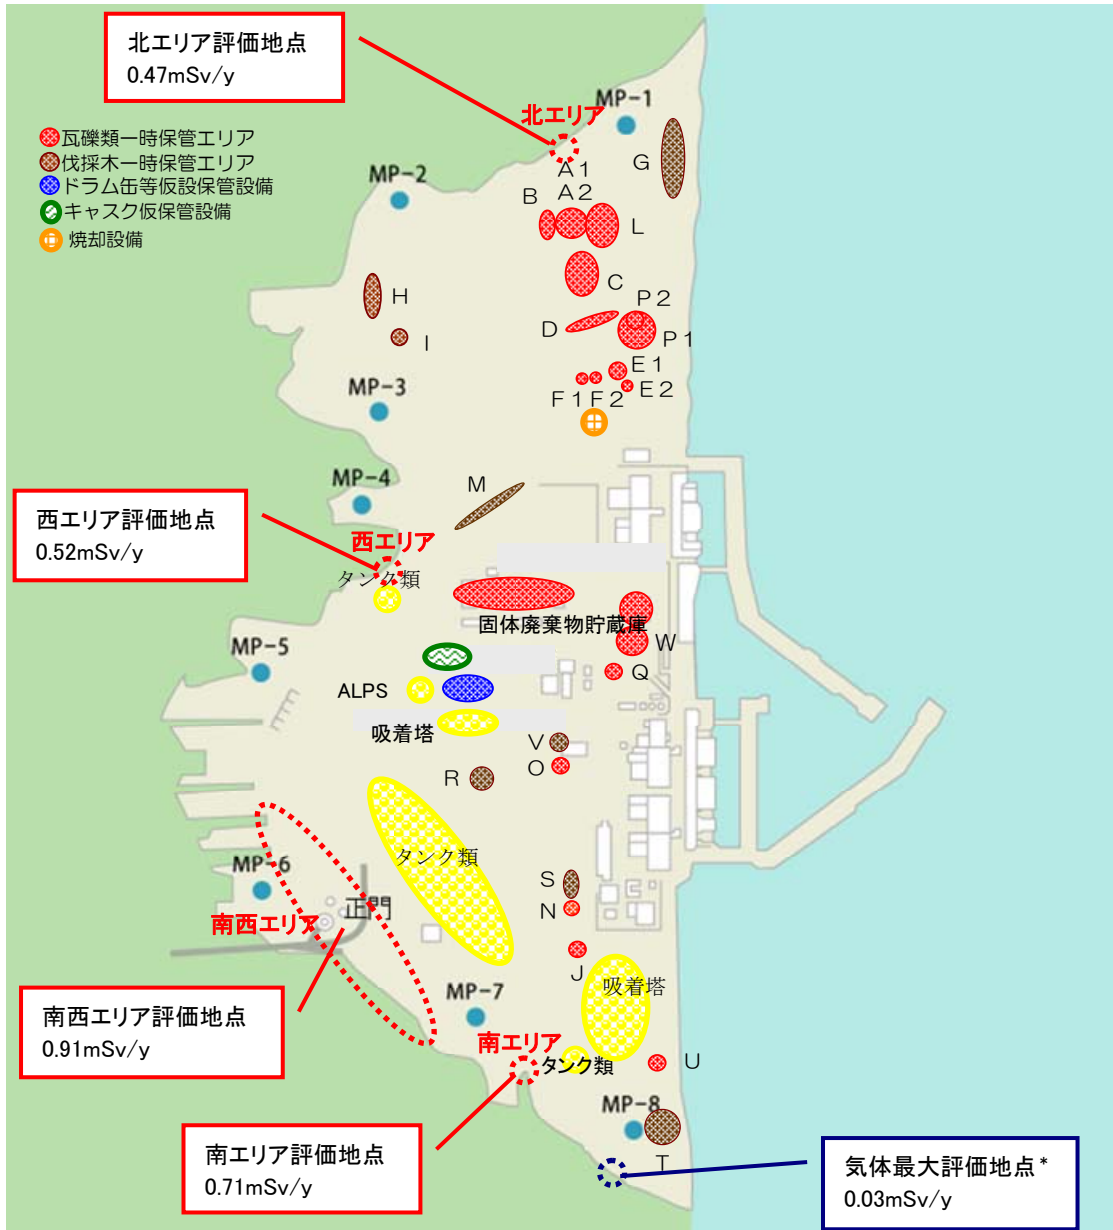 北エリア評価地点
0.47mSv/y
瓦礫類一時保管エリア
伐採木一時保管エリア
ドラム缶等仮設保管設備
キャスク仮保管設備
焼却設備
MP-1
北エリア
A1
G
MP-2
A2
B
L
C
H
P2
D
P1
I
E1
MP-3
E2
F1 F2
MP-4
M
西エリア評価地点
0.52mSv/y
西エリア
タンク類
固体廃棄物貯蔵庫
W
MP-5
Q
ALPS
吸着塔
V
O
R
タンク類
MP-6
S
正門
N
南西エリア
J
吸着塔
MP-7
南西エリア評価地点
0.91mSv/y
南エリア
タンク類
U
MP-8
南エリア評価地点
0.71mSv/y
T
気体最大評価地点*
0.03mSv/y